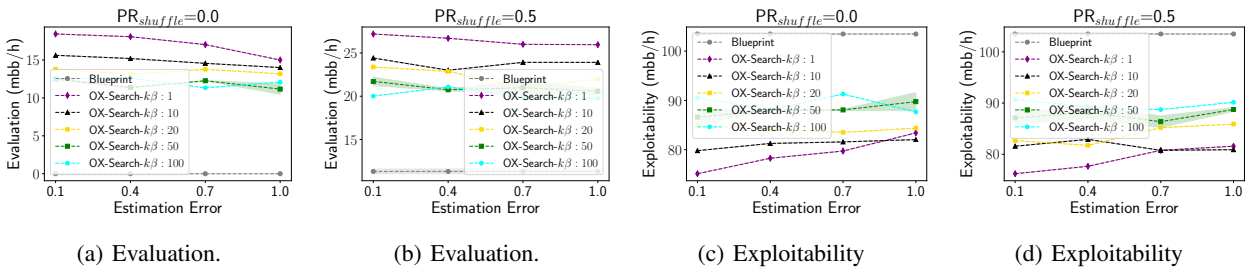 PR_shuffle=0.0
Evaluation (mbb/h)
15
10
5
0
Blueprint
OX-Search-kβ : 1
OX-Search-kβ : 10
OX-Search-kβ : 20
OX-Search-kβ : 50
OX-Search-kβ : 100
0.1 0.4 0.7 1.0
Estimation Error
(a) Evaluation.
PR_shuffle=0.5
Evaluation (mbb/h)
25
20
15
Blueprint
OX-Search-kβ : 1
OX-Search-kβ : 10
OX-Search-kβ : 20
OX-Search-kβ : 50
OX-Search-kβ : 100
0.1 0.4 0.7 1.0
Estimation Error
(b) Evaluation.
PR_shuffle=0.0
Exploitability (mbb/h)
100
90
80
Blueprint
OX-Search-kβ : 1
OX-Search-kβ : 10
OX-Search-kβ : 20
OX-Search-kβ : 50
OX-Search-kβ : 100
0.1 0.4 0.7 1.0
Estimation Error
(c) Exploitability
PR_shuffle=0.5
Exploitability (mbb/h)
100
90
80
Blueprint
OX-Search-kβ : 1
OX-Search-kβ : 10
OX-Search-kβ : 20
OX-Search-kβ : 50
OX-Search-kβ : 100
0.1 0.4 0.7 1.0
Estimation Error
(d) Exploitability